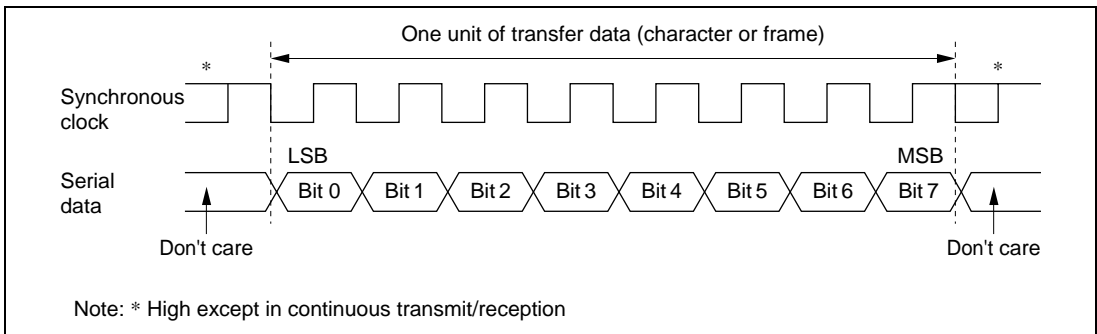 One unit of transfer data (character or frame)
* *
Synchronous
clock
LSB MSB
Serial
data
Bit 0 Bit 1 Bit 2 Bit 3 Bit 4 Bit 5 Bit 6 Bit 7
Don't care Don't care
Note: * High except in continuous transmit/reception